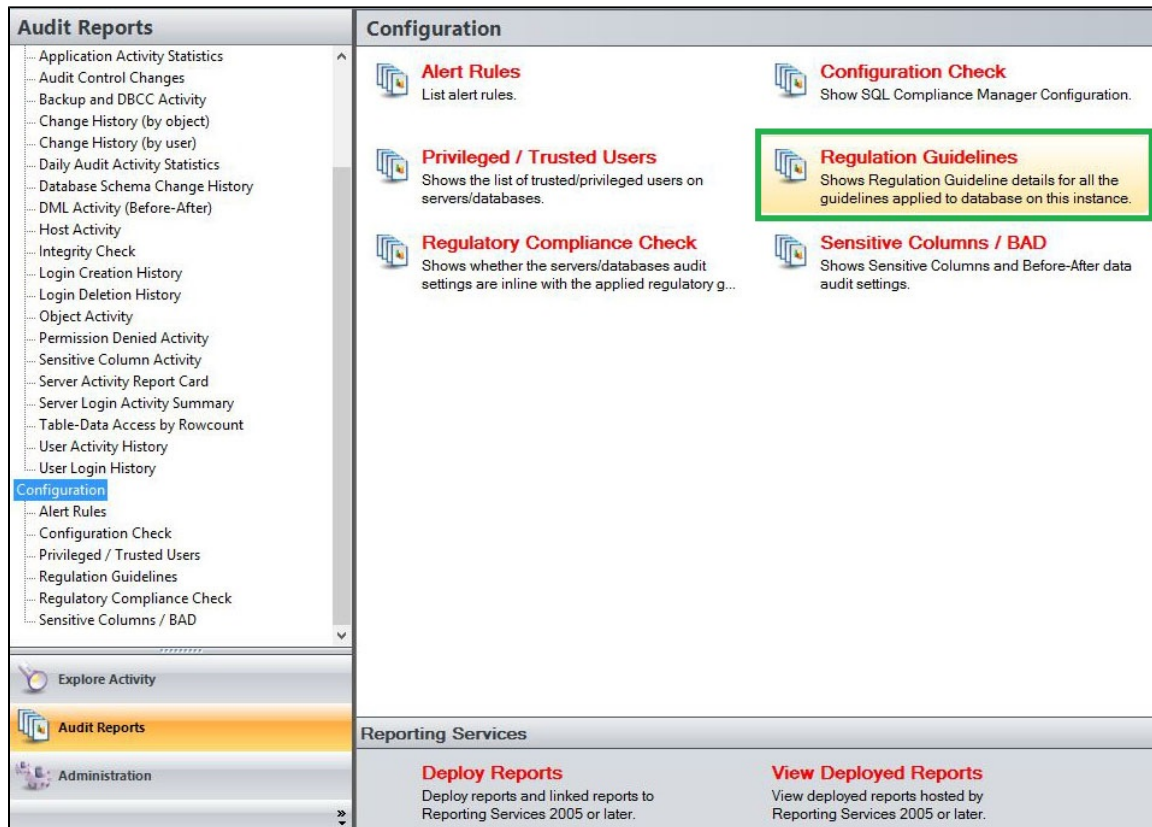 Audit Reports
Application Activity Statistics
Audit Control Changes
Backup and DBCC Activity
Change History (by object)
Change History (by user)
Daily Audit Activity Statistics
Database Schema Change History
DML Activity (Before-After)
Host Activity
Integrity Check
Login Creation History
Login Deletion History
Object Activity
Permission Denied Activity
Sensitive Column Activity
Server Activity Report Card
Server Login Activity Summary
Table-Data Access by Rowcount
User Activity History
User Login History
Configuration
Alert Rules
Configuration Check
Privileged / Trusted Users
Regulation Guidelines
Regulatory Compliance Check
Sensitive Columns / BAD
Explore Activity
Audit Reports
Administration
Configuration
Alert Rules
List alert rules.
Configuration Check
Show SQL Compliance Manager Configuration.
Privileged / Trusted Users
Shows the list of trusted/privileged users on
servers/databases.
Regulation Guidelines
Shows Regulation Guideline details for all the
guidelines applied to database on this instance.
Regulatory Compliance Check
Shows whether the servers/databases audit
settings are inline with the applied regulatory g...
Sensitive Columns / BAD
Shows Sensitive Columns and Before-After data
audit settings.
Reporting Services
Deploy Reports
Deploy reports and linked reports to
Reporting Services 2005 or later.
View Deployed Reports
View deployed reports hosted by
Reporting Services 2005 or later.